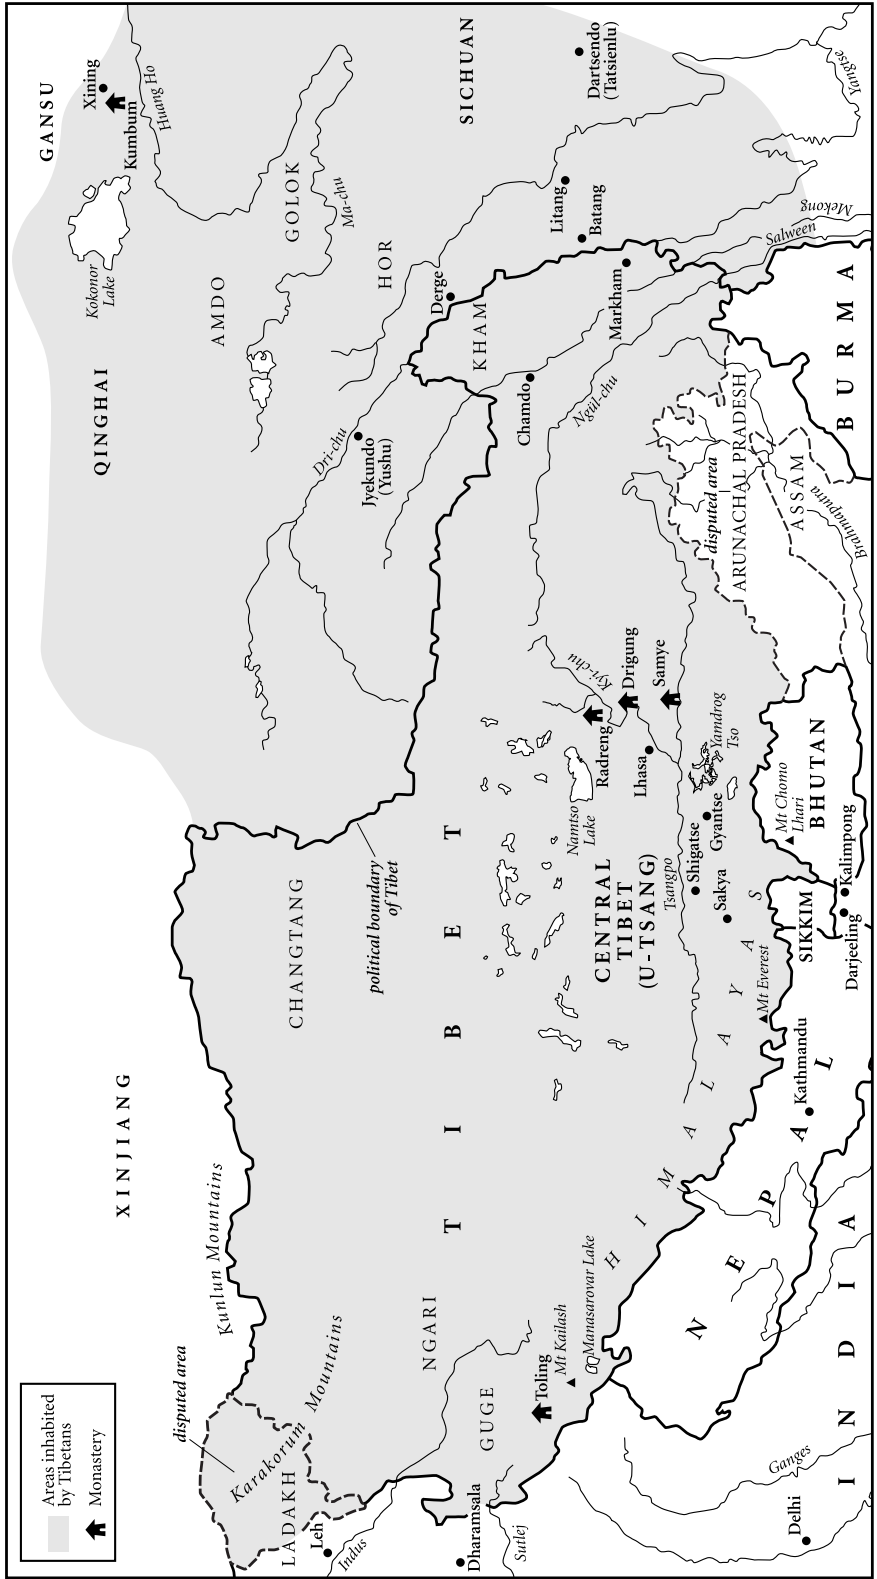 Areas inhabited
by Tibetans
Monastery
XINJIANG
QINGHAI
GANSU
Xining
Kumbum
Huang Ho
Kokonor
Lake
AMDO
GOLOK
Ma-chu
HOR
SICHUAN
Dartsendo
(Tatsienlu)
Yangtse
Litang
Batang
Mekong
Salween
Derge
KHAM
Markham
Chamdo
Ngül-chu
Dri-chu
Jyekundo
(Yushu)
disputed area
Kunlun Mountains
Karakorum Mountains
LADAKH
Leh
Indus
CHANGTANG
political boundary
of Tibet
TIBET
NGARI
GUGE
Toling
Mt Kailash
Manasarovar Lake
Dharamsala
Sutlej
HIMALAYAS
CENTRAL
TIBET
(U-TSANG)
Namtso
Lake
Radreng
Kyi-chu
Drigung
Samye
Lhasa
Yamdrog
Tso
Tsangpo
Shigatse
Gyantse
Sakya
Mt Everest
Mt Chomo
Lhari
BHUTAN
SIKKIM
Kalimpong
Darjeeling
Kathmandu
NEPAL
Ganges
Delhi
INDIA
disputed area
ARUNACHAL PRADESH
ASSAM
Brahmaputra
BURMA